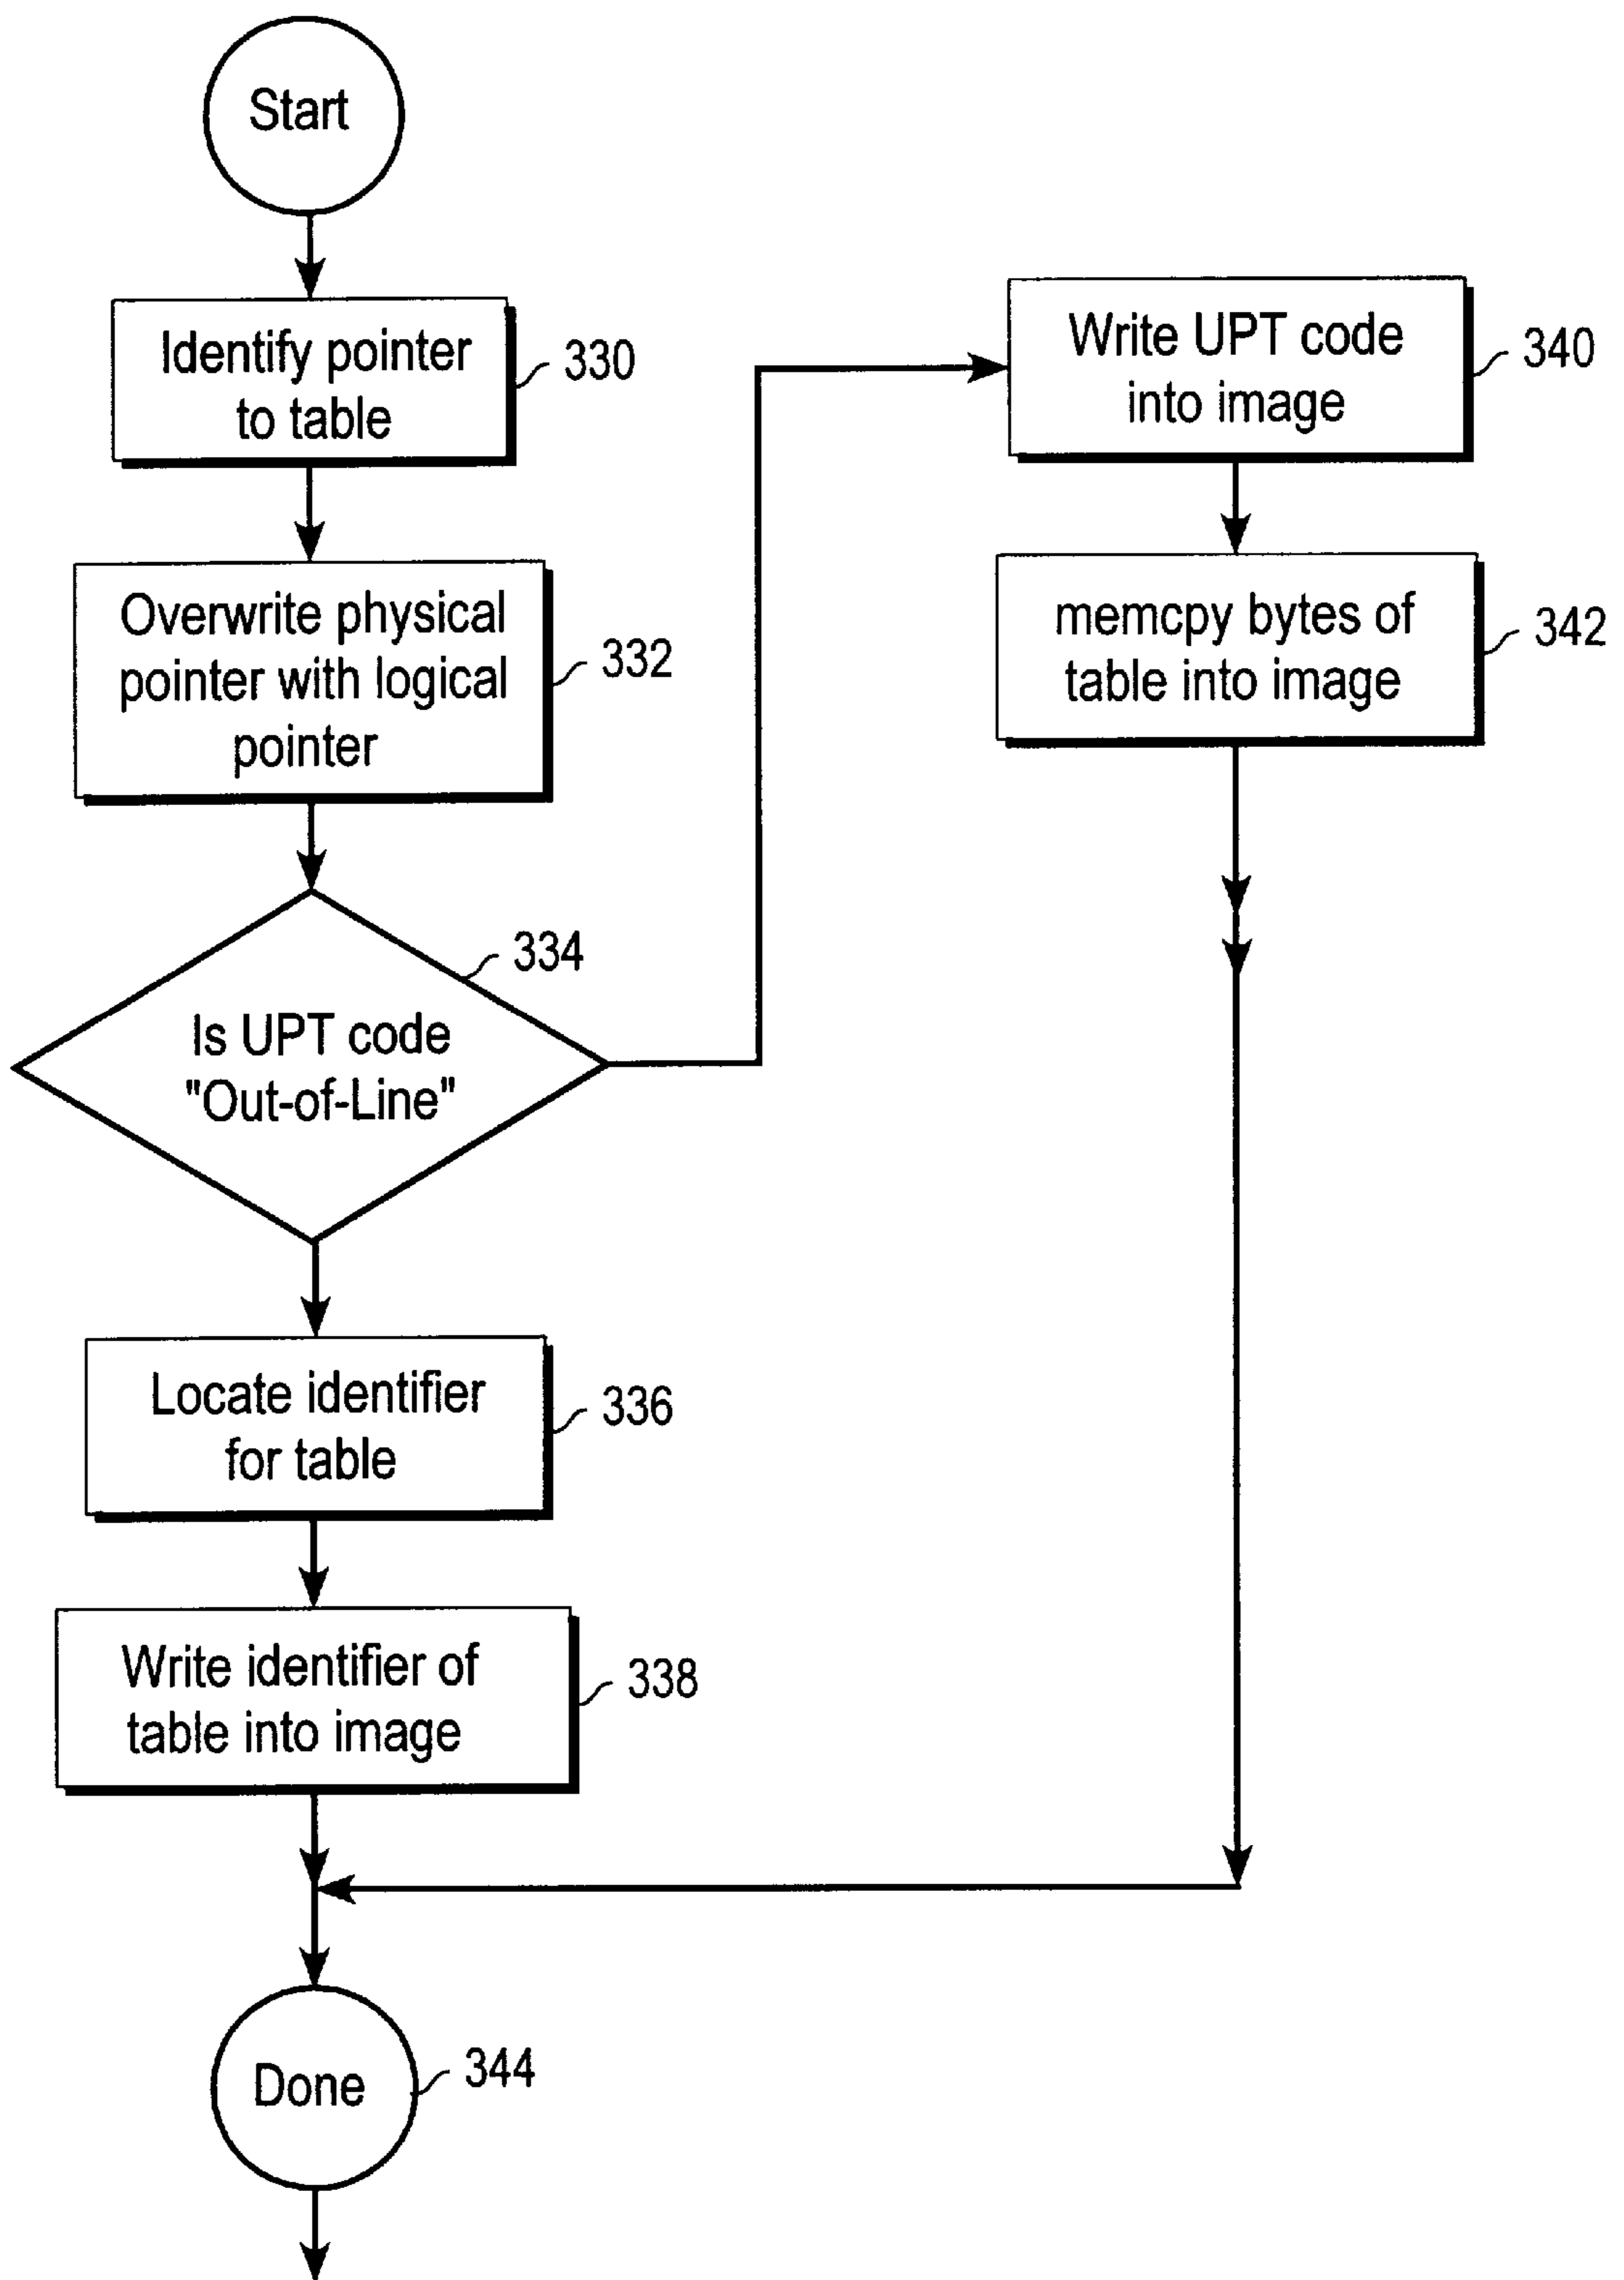 Start
Identify pointer
to table
330
Overwrite physical
pointer with logical
pointer
332
334
Is UPT code
"Out-of-Line"
Locate identifier
for table
336
Write identifier of
table into image
338
Write UPT code
into image
340
memcpy bytes of
table into image
342
Done
344